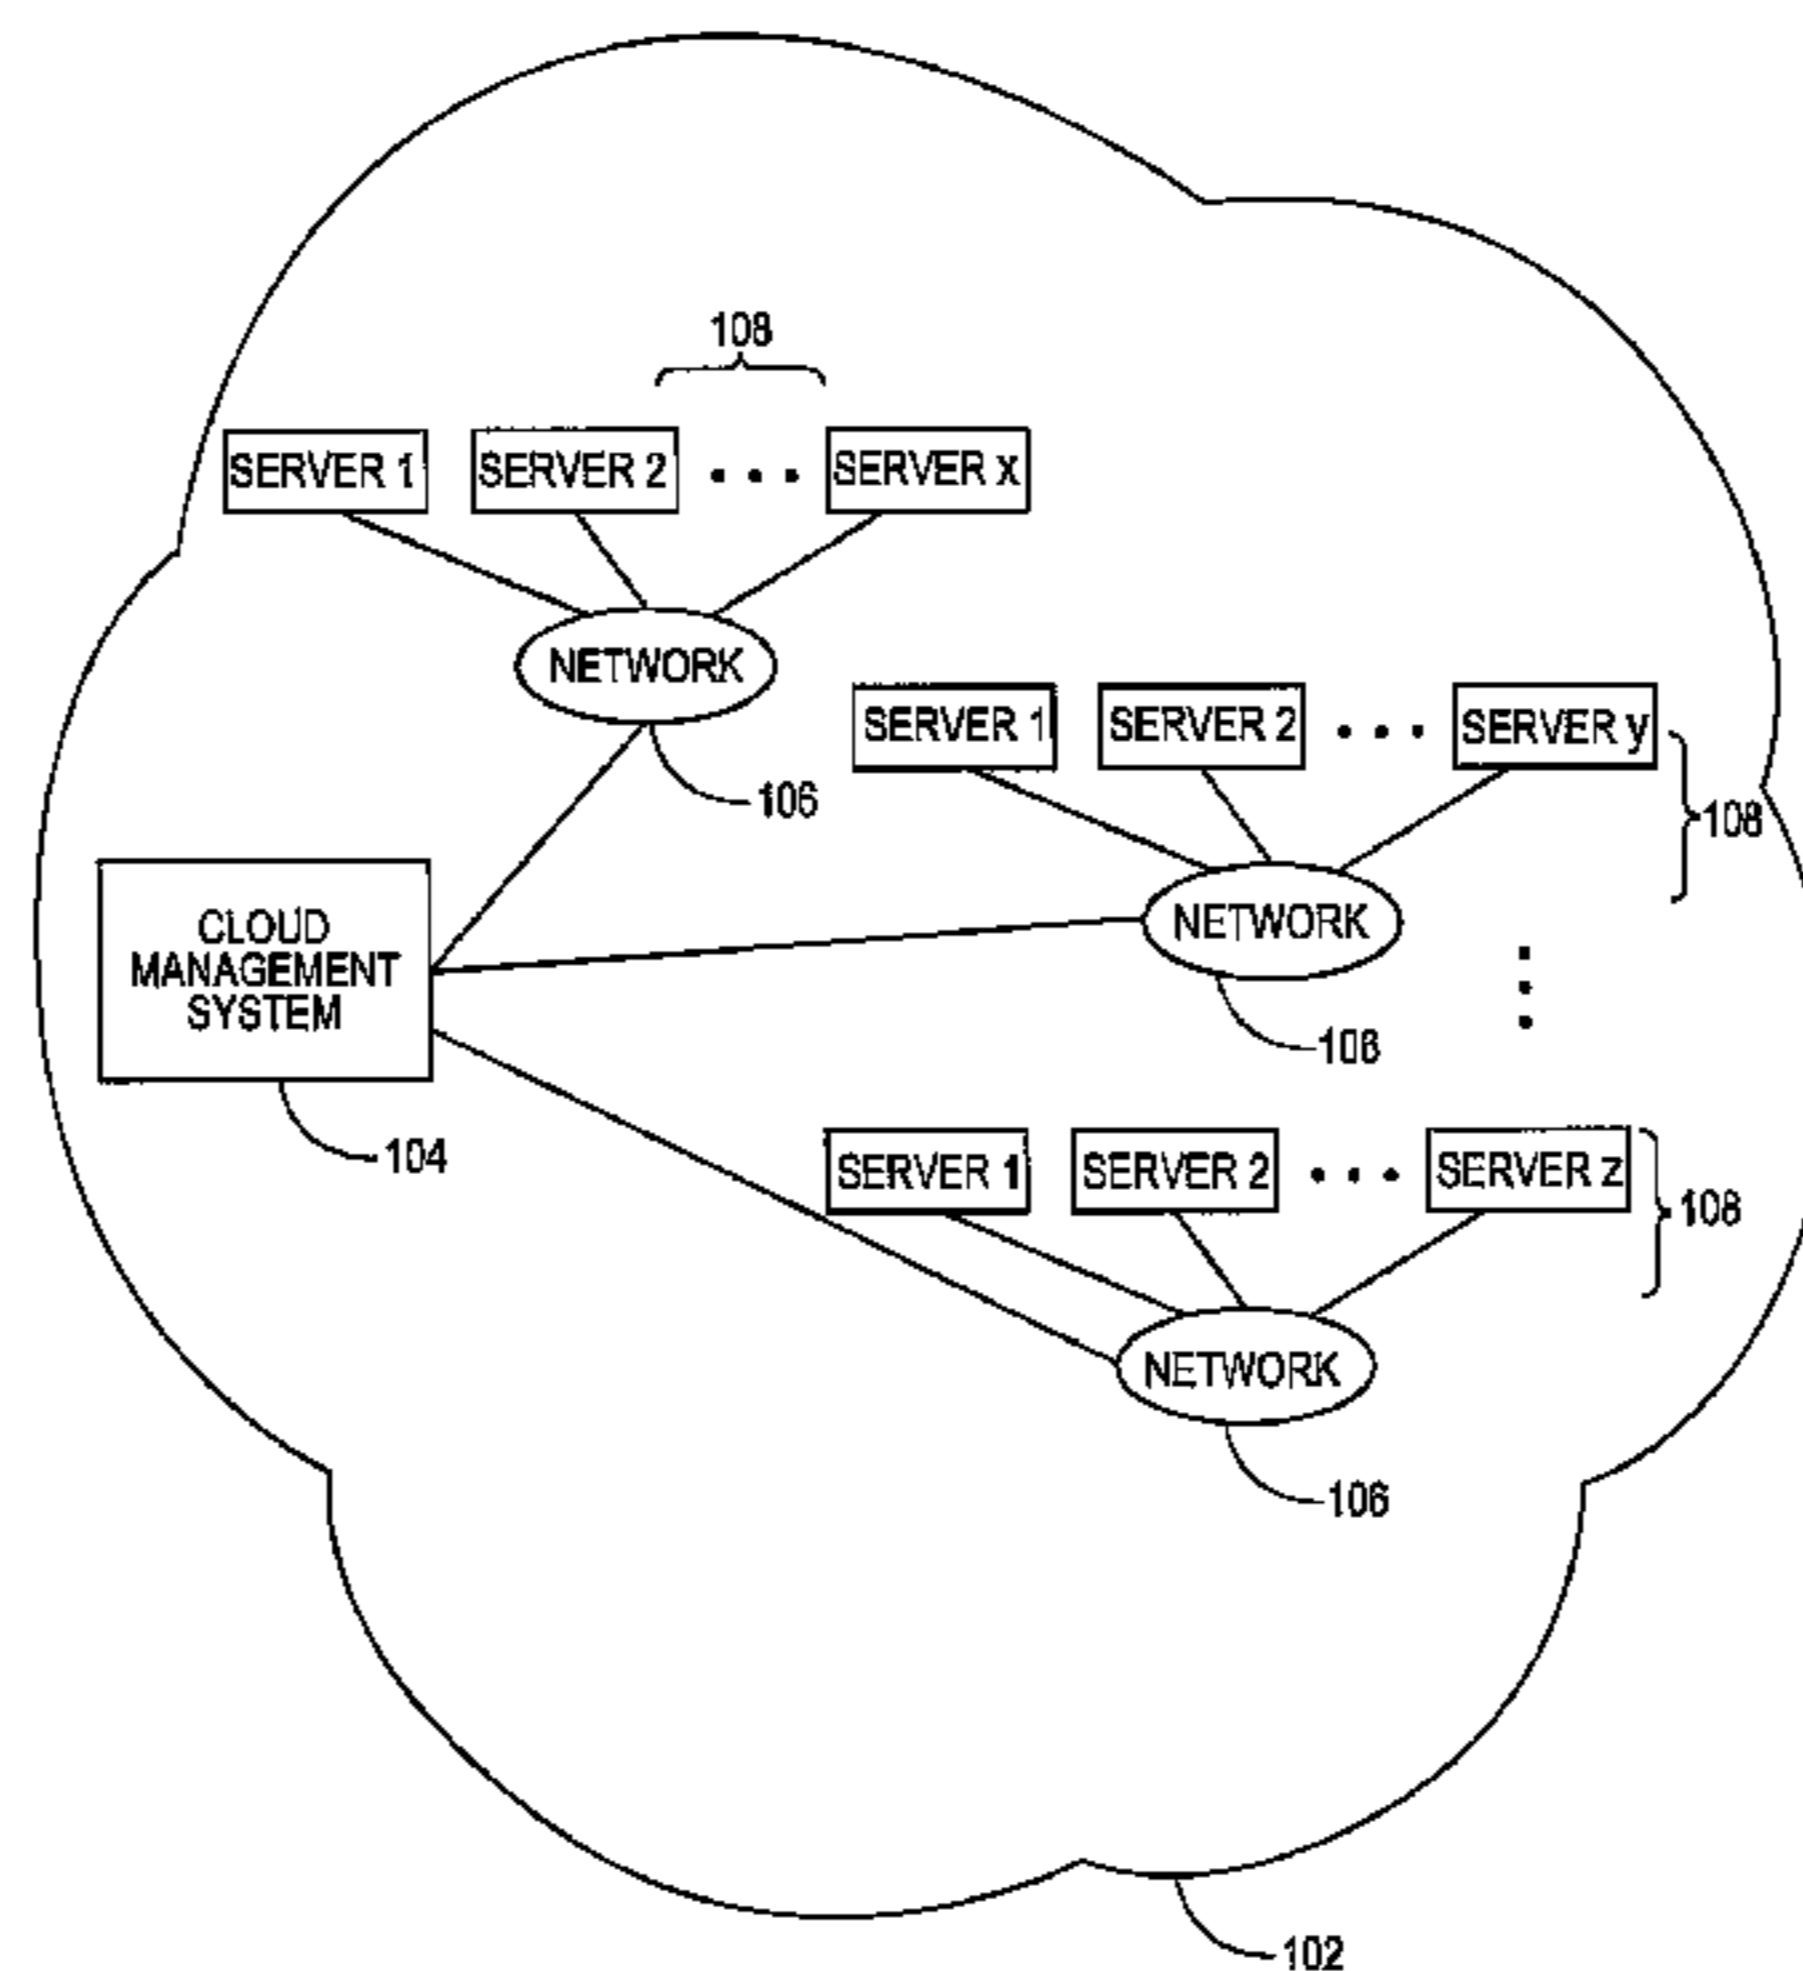 108
SERVER 1 SERVER 2 • • • SERVER x
NETWORK
106
SERVER 1 SERVER 2 • • • SERVER y
108
NETWORK
106
CLOUD
MANAGEMENT
SYSTEM
104
SERVER 1 SERVER 2 • • • SERVER z
108
NETWORK
106
102